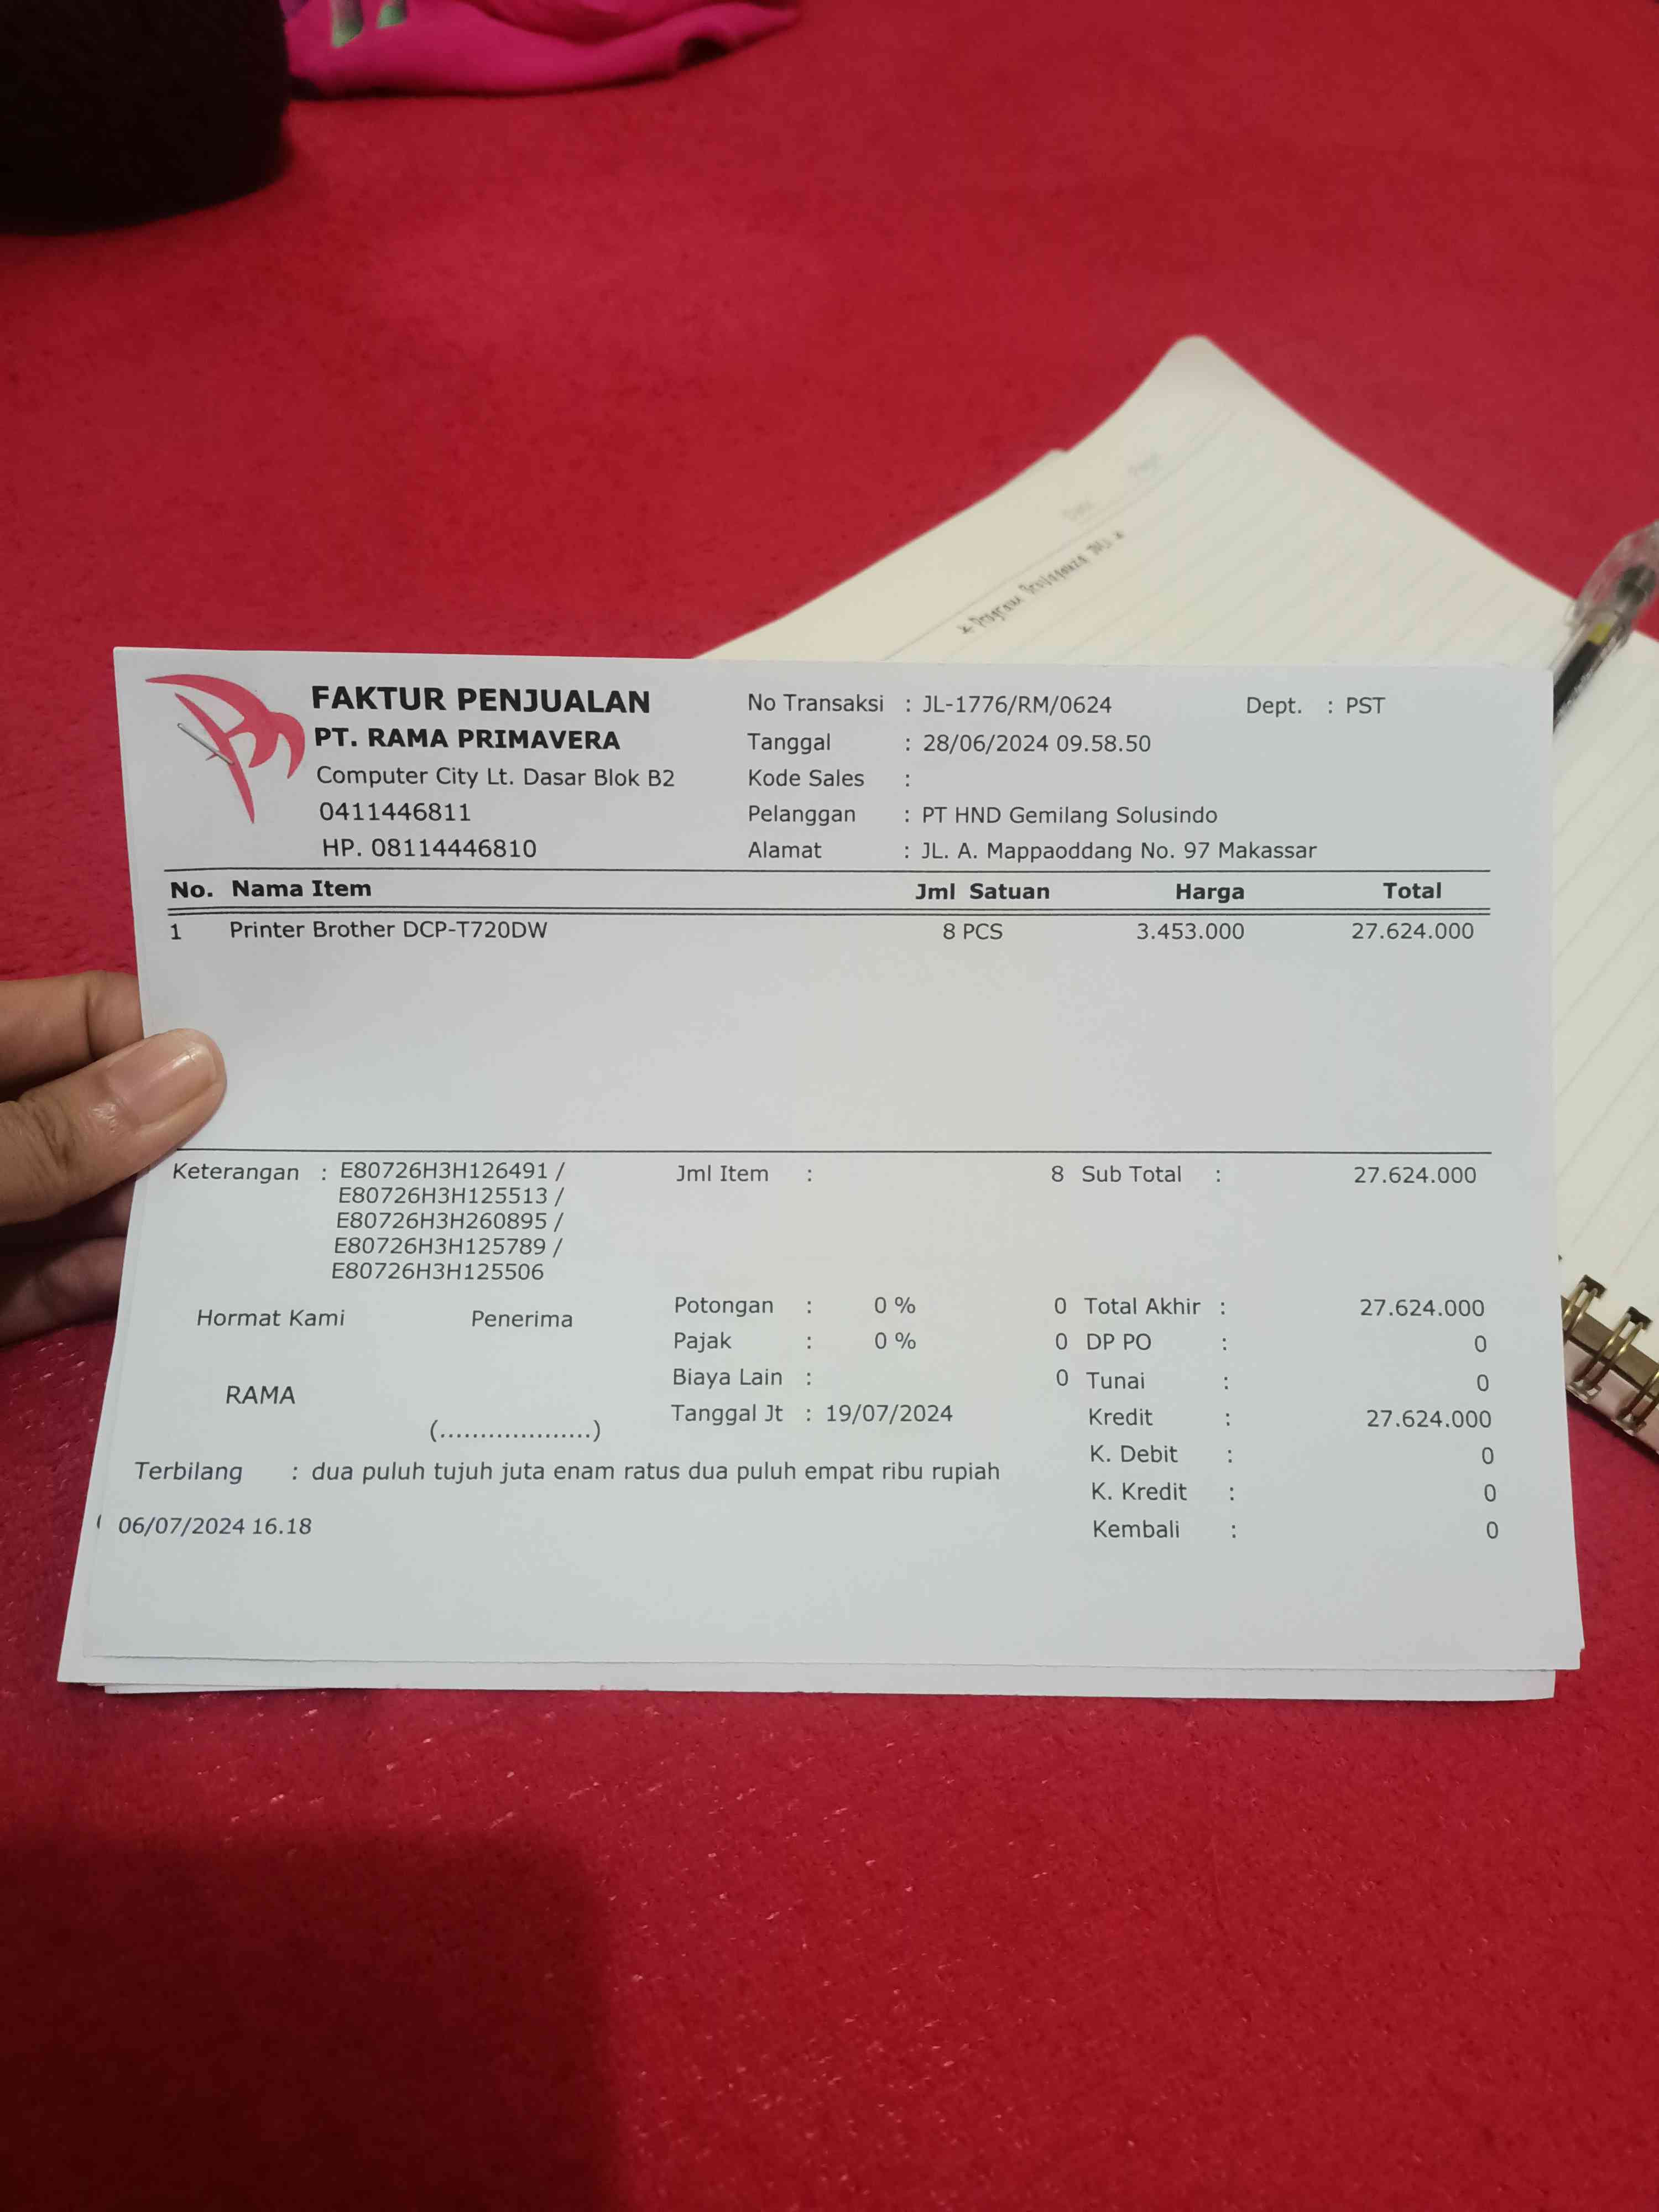 FAKTUR PENJUALAN
PT. RAMA PRIMAVERA
Computer City Lt. Dasar Blok B2
0411446811
HP. 08114446810
No Transaksi : JL-1776/RM/0624 Dept. : PST
Tanggal : 28/06/2024 09.58.50
Kode Sales :
Pelanggan : PT HND Gemilang Solusindo
Alamat : JL. A. Mappaoddang No. 97 Makassar
No. Nama Item Jml Satuan Harga Total
1 Printer Brother DCP-T720DW 8 PCS 3.453.000 27.624.000
Keterangan : E80726H3H126491 /
E80726H3H125513 /
E80726H3H260895 /
E80726H3H125789 /
E80726H3H125506
Jml Item : 8 Sub Total : 27.624.000
Hormat Kami Penerima
RAMA
(...................)
Potongan : 0 % 0 Total Akhir : 27.624.000
Pajak : 0 % 0 DP PO : 0
Biaya Lain : 0 Tunai : 0
Tanggal Jt : 19/07/2024 Kredit : 27.624.000
K. Debit : 0
K. Kredit : 0
Kembali : 0
Terbilang : dua puluh tujuh juta enam ratus dua puluh empat ribu rupiah
06/07/2024 16.18